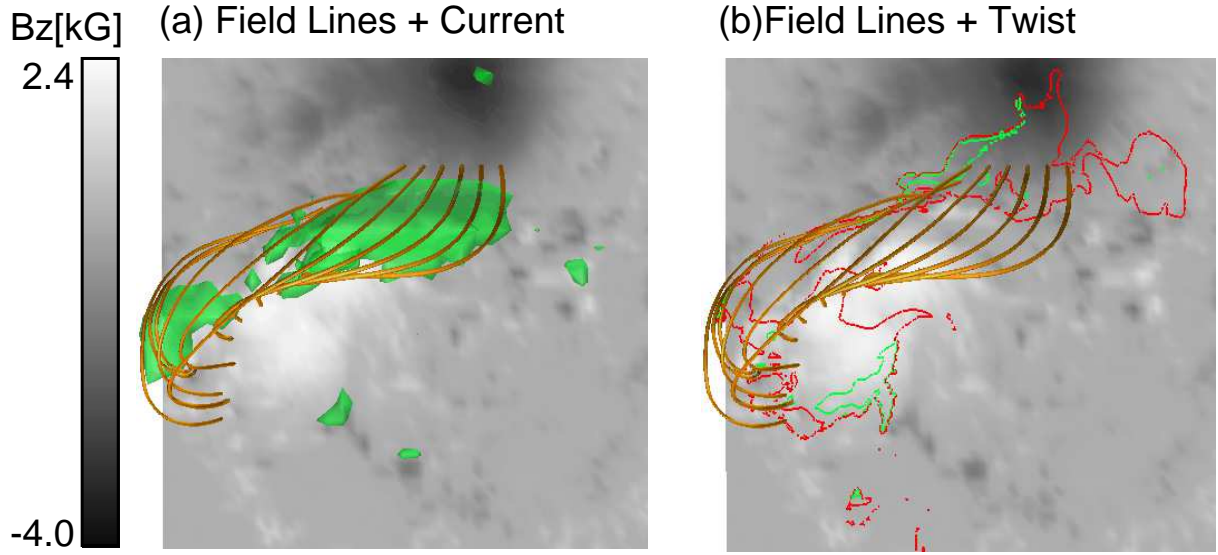 Bz[kG]
(a) Field Lines + Current
(b)Field Lines + Twist
2.4
-4.0